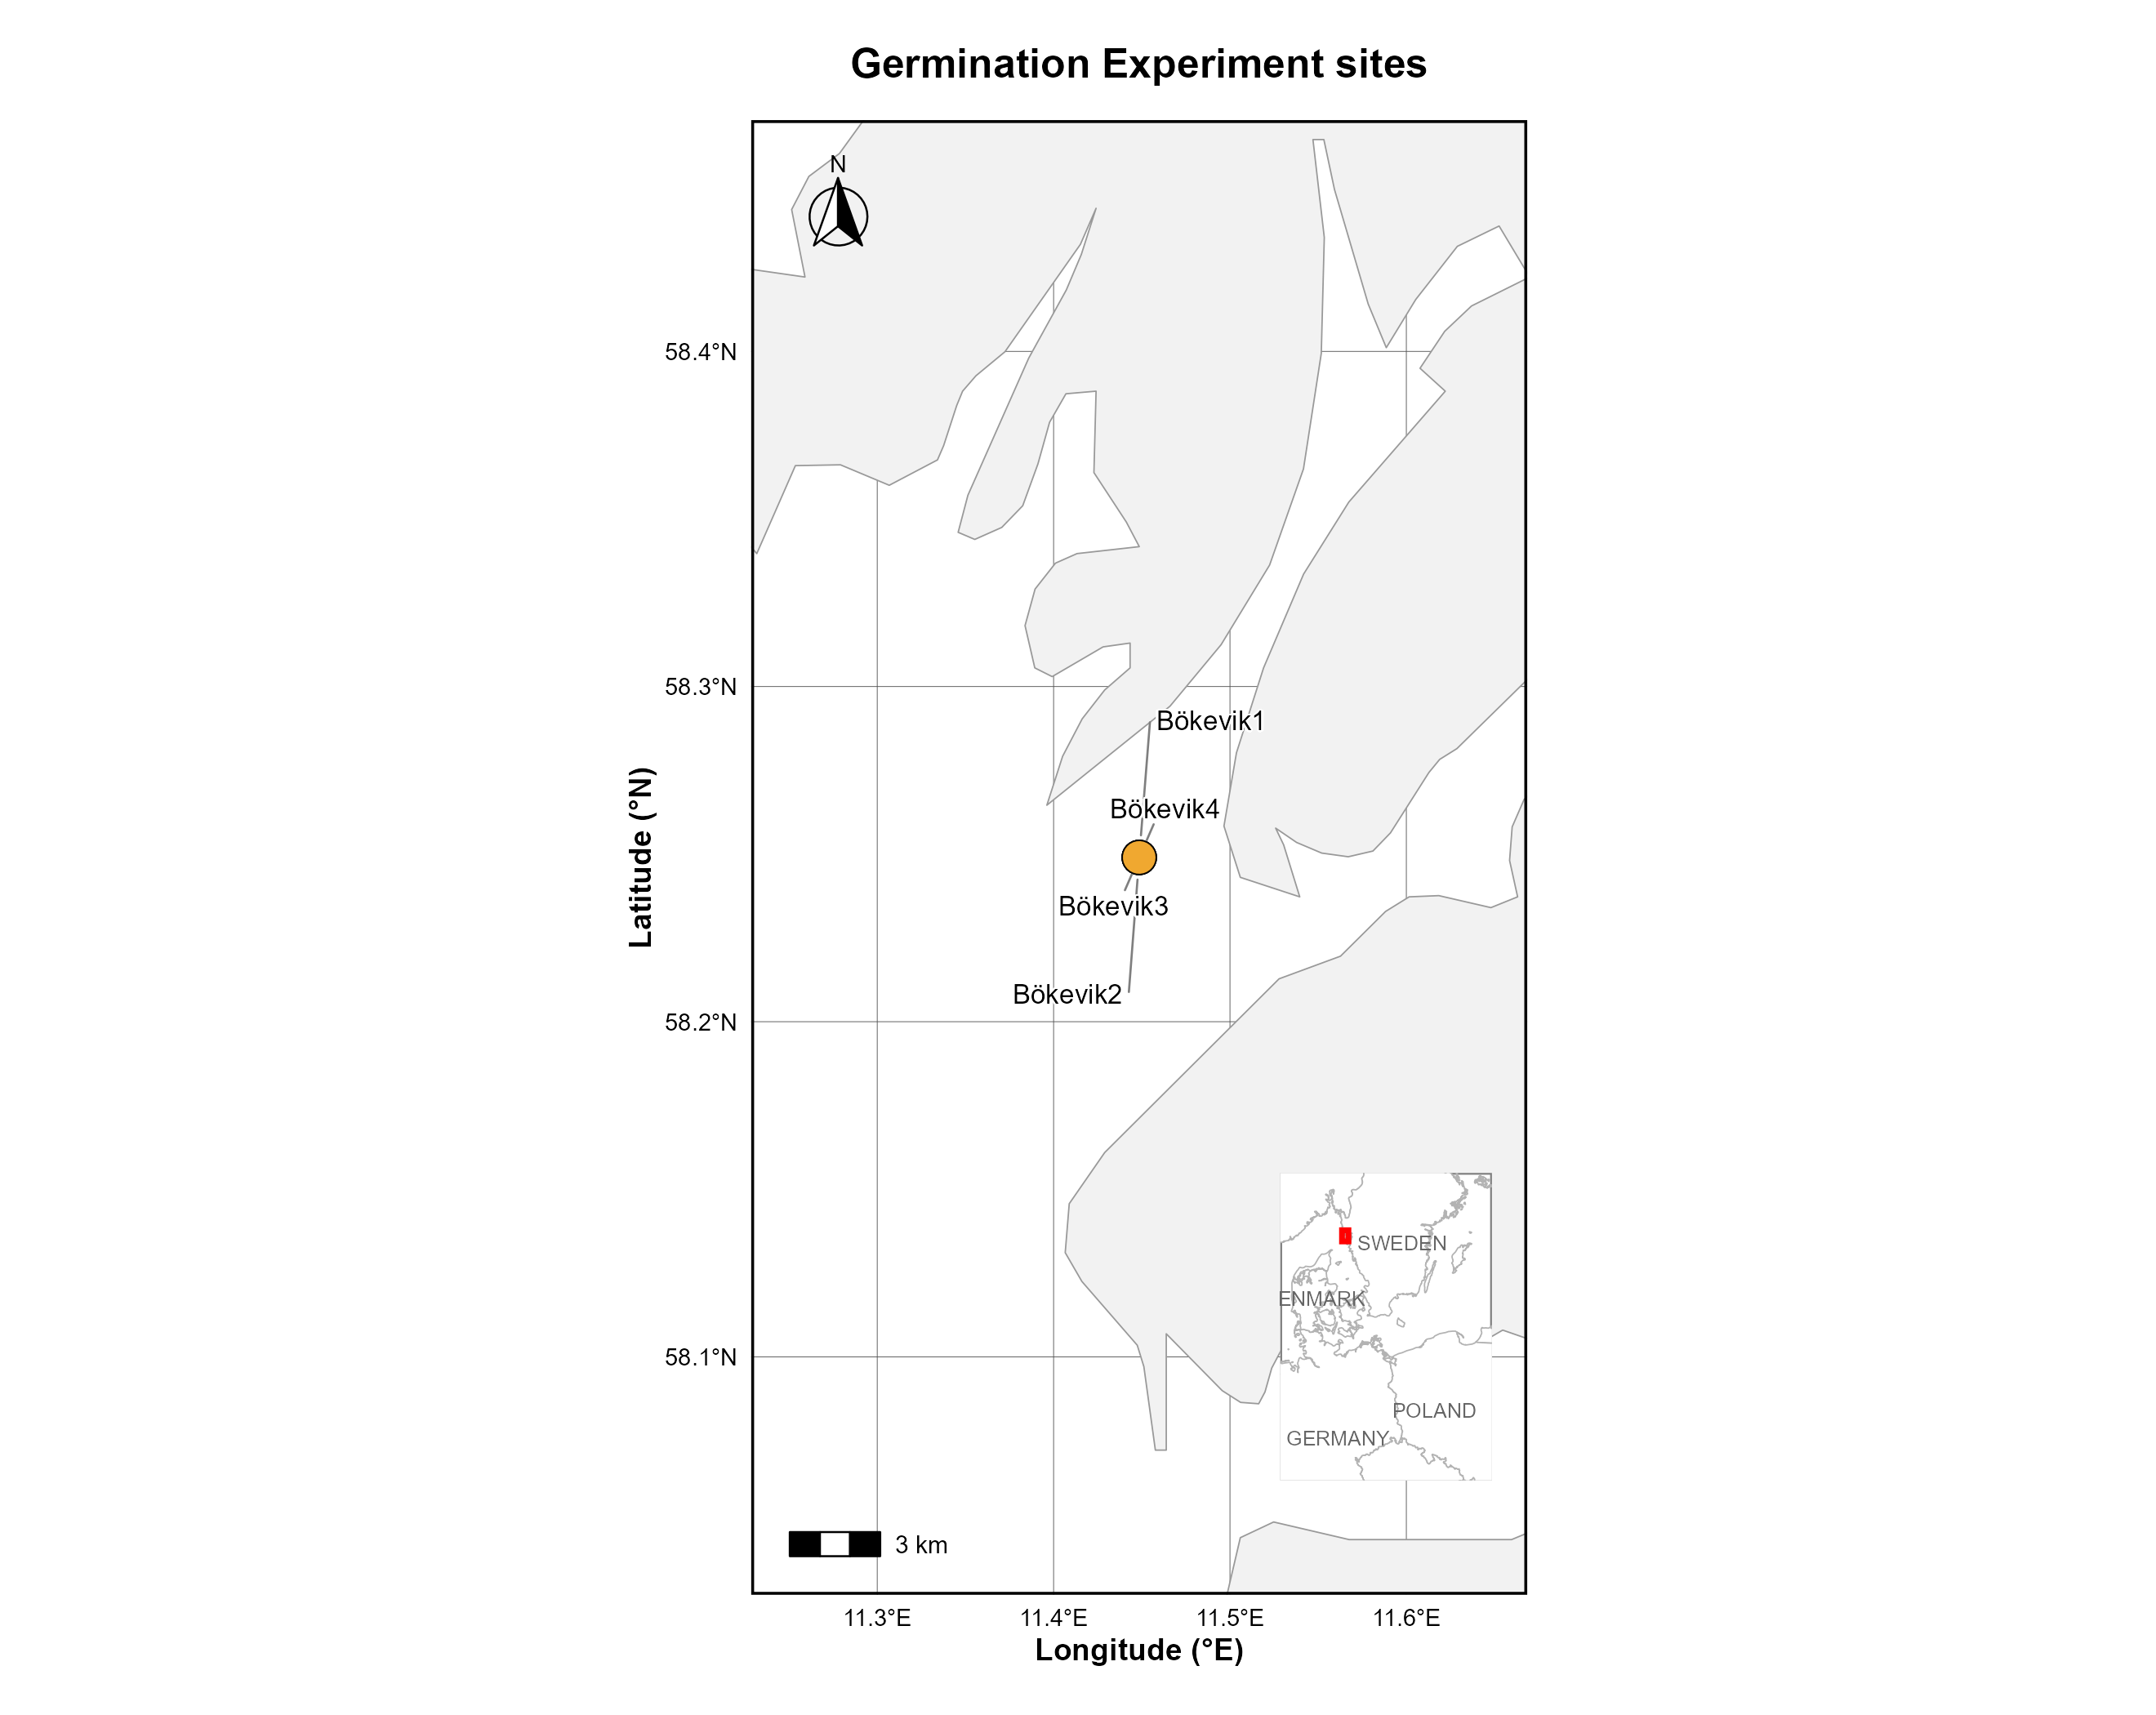 Germination Experiment sites
N
58.4°N
58.3°N
Bökevik1
Bökevik4
Latitude (°N)
Bökevik3
Bökevik2
58.2°N
SWEDEN
ENMARK
58.1°N
POLAND
GERMANY
3 km
11.3°E 11.4°E 11.5°E 11.6°E
Longitude (°E)